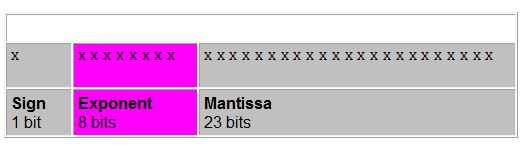 x x x x x x x x x x x x x x x x x x x x x x x x x x x x x x x x
Sign Exponent Mantissa
1 bit 8 bits 23 bits